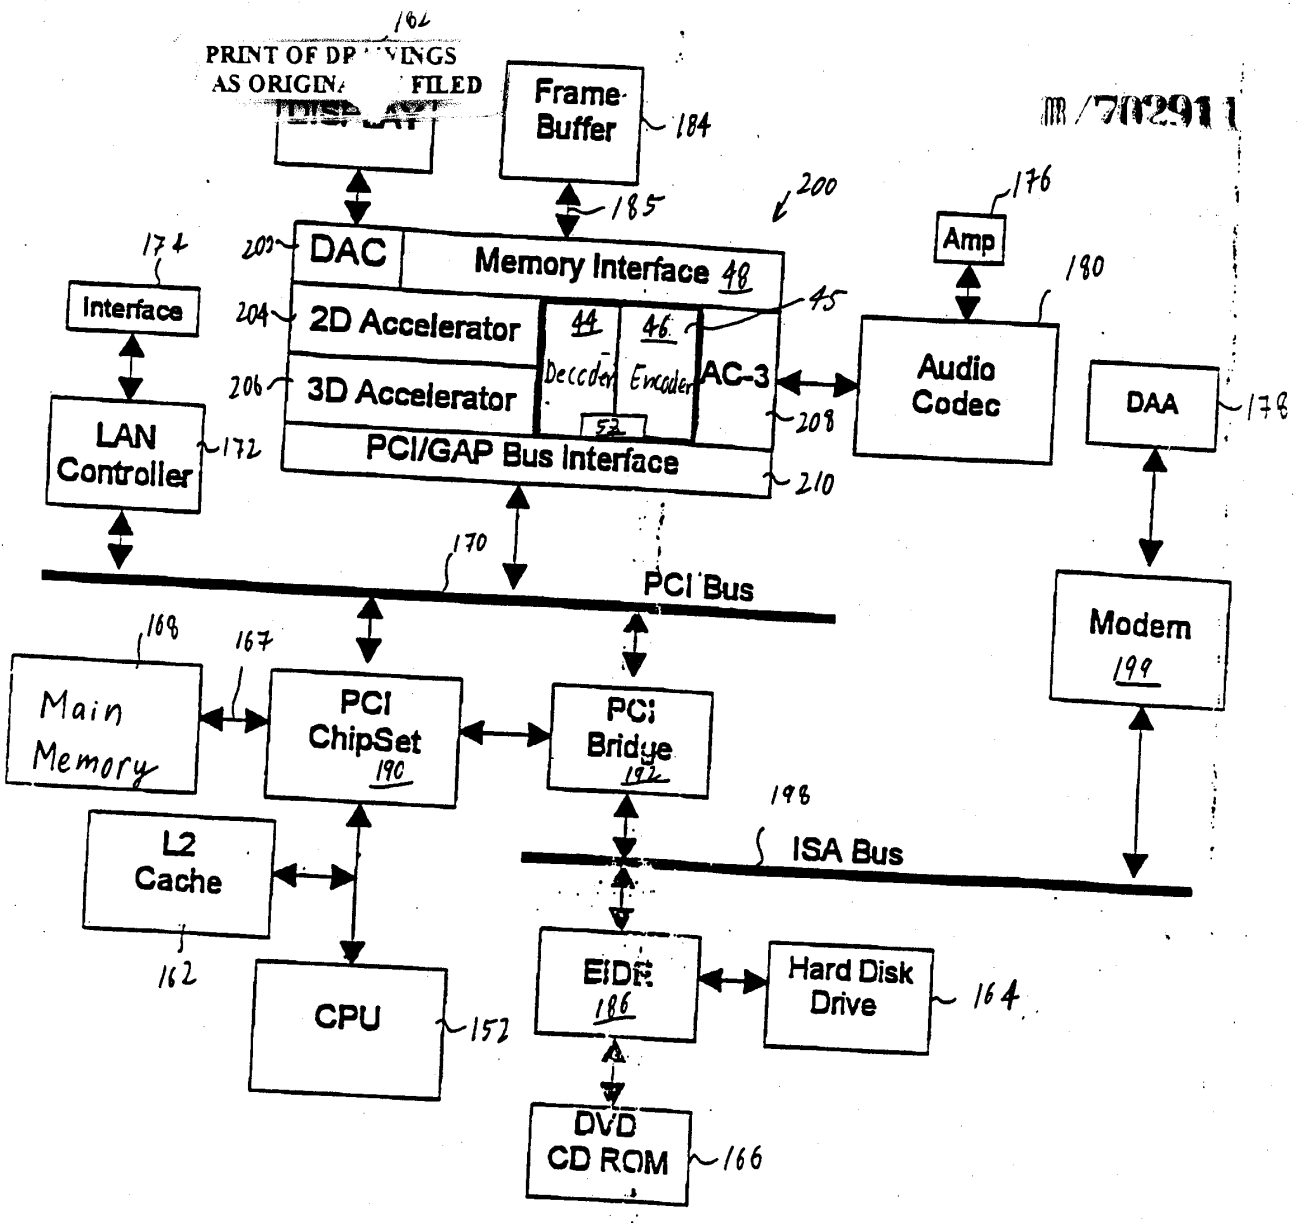 182
PRINT OF DRAWINGS
AS ORIGINALLY FILED
DISPLAY
Frame
Buffer
184
/702911
185
200
176
Amp
174
Interface
202
DAC
Memory Interface 48
180
204
2D Accelerator
44
Decoder
46
Encoder
45
206
3D Accelerator
AC-3
208
52
Audio
Codec
DAA
178
LAN
Controller
172
PCI/GAP Bus Interface
210
170
PCI Bus
168
167
Main
Memory
PCI
ChipSet
190
PCI
Bridge
192
Modem
199
198
ISA Bus
L2
Cache
162
CPU
152
EIDE
186
Hard Disk
Drive
164
DVD
CD ROM
166